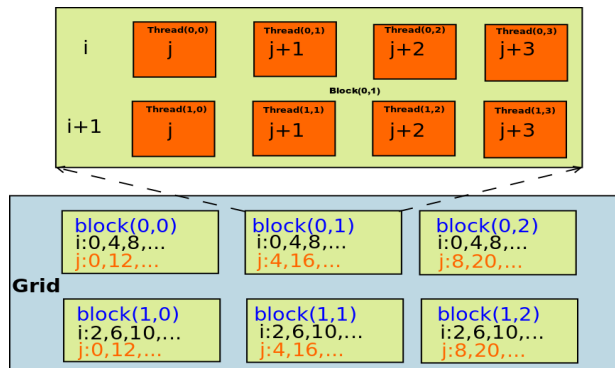 Thread(0,0) Thread(0,1) Thread(0,2) Thread(0,3)
i j j+1 j+2 j+3
Block(0,1)
Thread(1,0) Thread(1,1) Thread(1,2) Thread(1,3)
i+1 j j+1 j+2 j+3
block(0,0) block(0,1) block(0,2)
i:0,4,8,... i:0,4,8,... i:0,4,8,...
j:0,12,... j:4,16,... j:8,20,...
Grid
block(1,0) block(1,1) block(1,2)
i:2,6,10,... i:2,6,10,... i:2,6,10,...
j:0,12,... j:4,16,... j:8,20,...